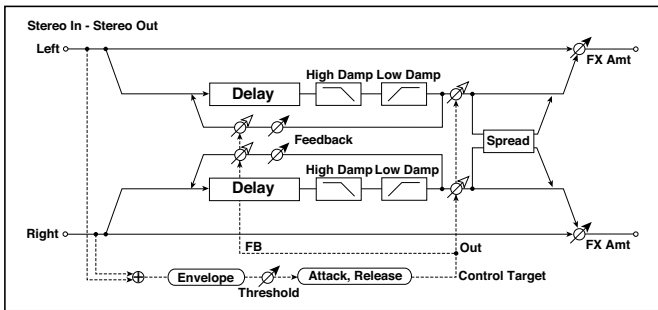 Stereo In - Stereo Out
Left
FX Amt
High Damp Low Damp
Delay
Feedback
Spread
High Damp Low Damp
Delay
Right
FB
Out
FX Amt
Envelope
Threshold
Attack, Release
Control Target